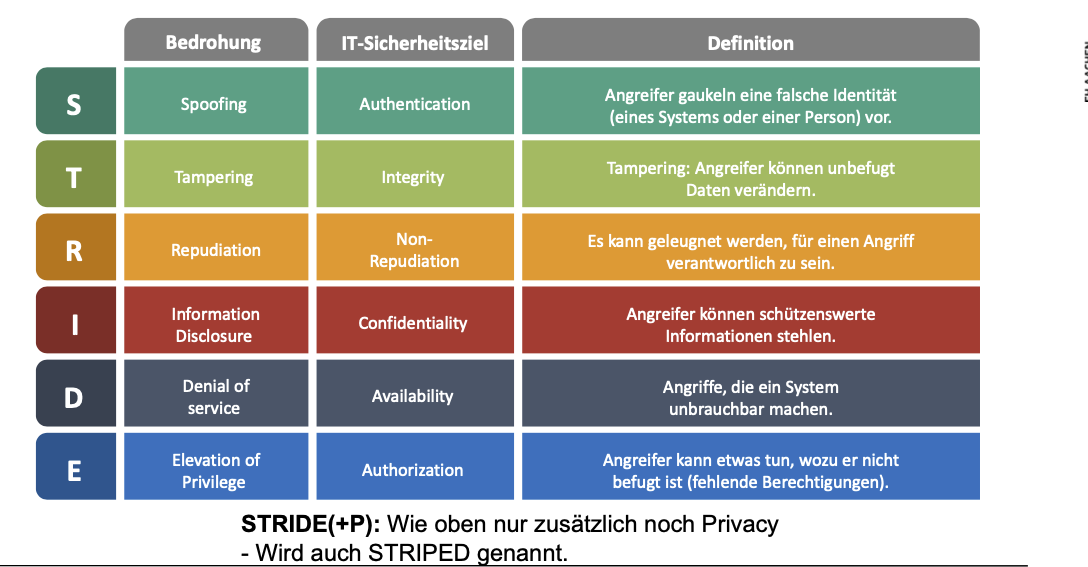 Bedrohung
IT-Sicherheitsziel
Definition
S
Spoofing
Authentication
Angreifer gaukeln eine falsche Identität
(eines Systems oder einer Person) vor.
T
Tampering
Integrity
Tampering: Angreifer können unbefugt
Daten verändern.
R
Repudiation
Non-
Repudiation
Es kann geleugnet werden, für einen Angriff
verantwortlich zu sein.
I
Information
Disclosure
Confidentiality
Angreifer können schützenswerte
Informationen stehlen.
D
Denial of
service
Availability
Angriffe, die ein System
unbrauchbar machen.
E
Elevation of
Privilege
Authorization
Angreifer kann etwas tun, wozu er nicht
befugt ist (fehlende Berechtigungen).
STRIDE(+P): Wie oben nur zusätzlich noch Privacy
- Wird auch STRIPED genannt.